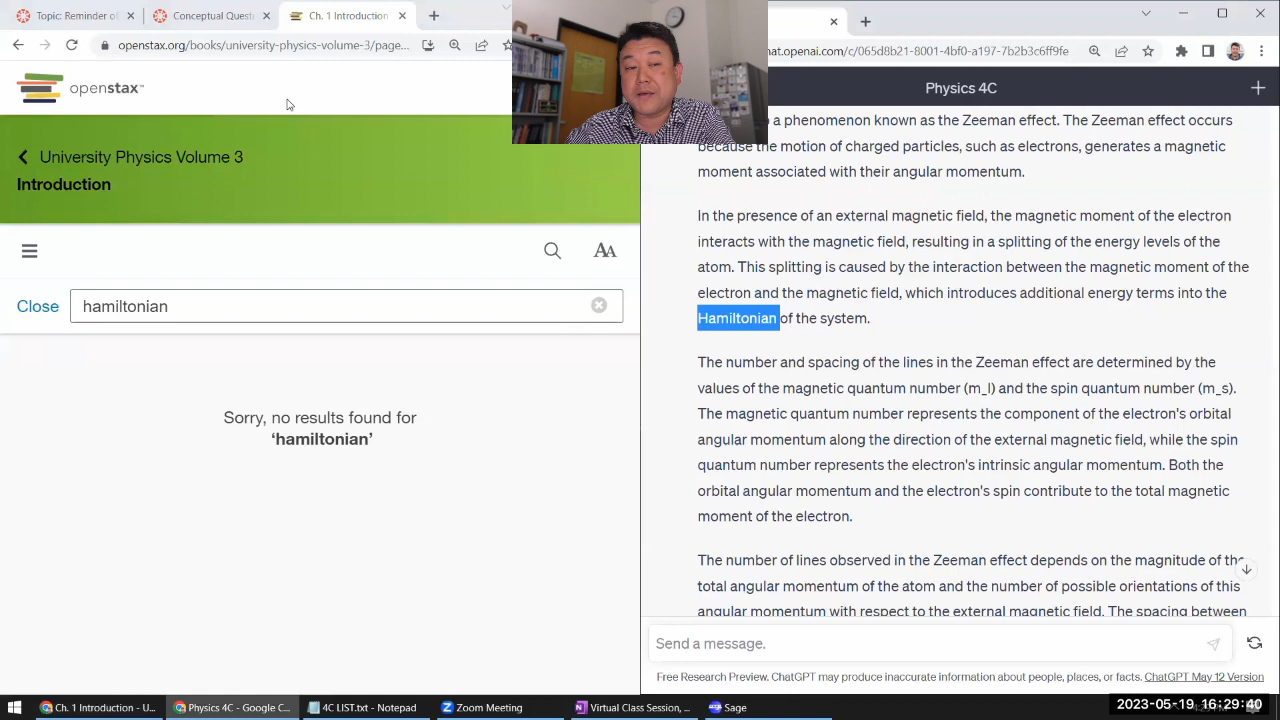 Topic: Reminder of
Conceptual Quest
Ch. 1 Introduction - U
openstax.org/books/university-physics-volume-3/page...
hat.openai.com/c/065d8b21-8001-4bf0-a197-7b2b3c6ff9fe
openstax™
University Physics Volume 3
Introduction
Close
hamiltonian
Sorry, no results found for
‘hamiltonian’
Physics 4C
a phenomenon known as the Zeeman effect. The Zeeman effect occurs
because the motion of charged particles, such as electrons, generates a magnetic
moment associated with their angular momentum.
In the presence of an external magnetic field, the magnetic moment of the electron
interacts with the magnetic field, resulting in a splitting of the energy levels of the
atom. This splitting is caused by the interaction between the magnetic moment of the
electron and the magnetic field, which introduces additional energy terms into the
Hamiltonian of the system.
The number and spacing of the lines in the Zeeman effect are determined by the
values of the magnetic quantum number (m_l) and the spin quantum number (m_s).
The magnetic quantum number represents the component of the electron's orbital
angular momentum along the direction of the external magnetic field, while the spin
quantum number represents the electron's intrinsic angular momentum. Both the
orbital angular momentum and the electron's spin contribute to the total magnetic
moment of the electron.
The number of lines observed in the Zeeman effect depends on the magnitude of the
total angular momentum of the atom and the number of possible orientations of this
angular momentum with respect to the external magnetic field. The spacing between
Send a message.
Free Research Preview. ChatGPT may produce inaccurate information about people, places, or facts. ChatGPT May 12 Version
Ch. 1 Introduction - U...
Physics 4C - Google C...
4C LIST.txt - Notepad
Zoom Meeting
Virtual Class Session, ...
Sage
2023-05-19 16:29:40